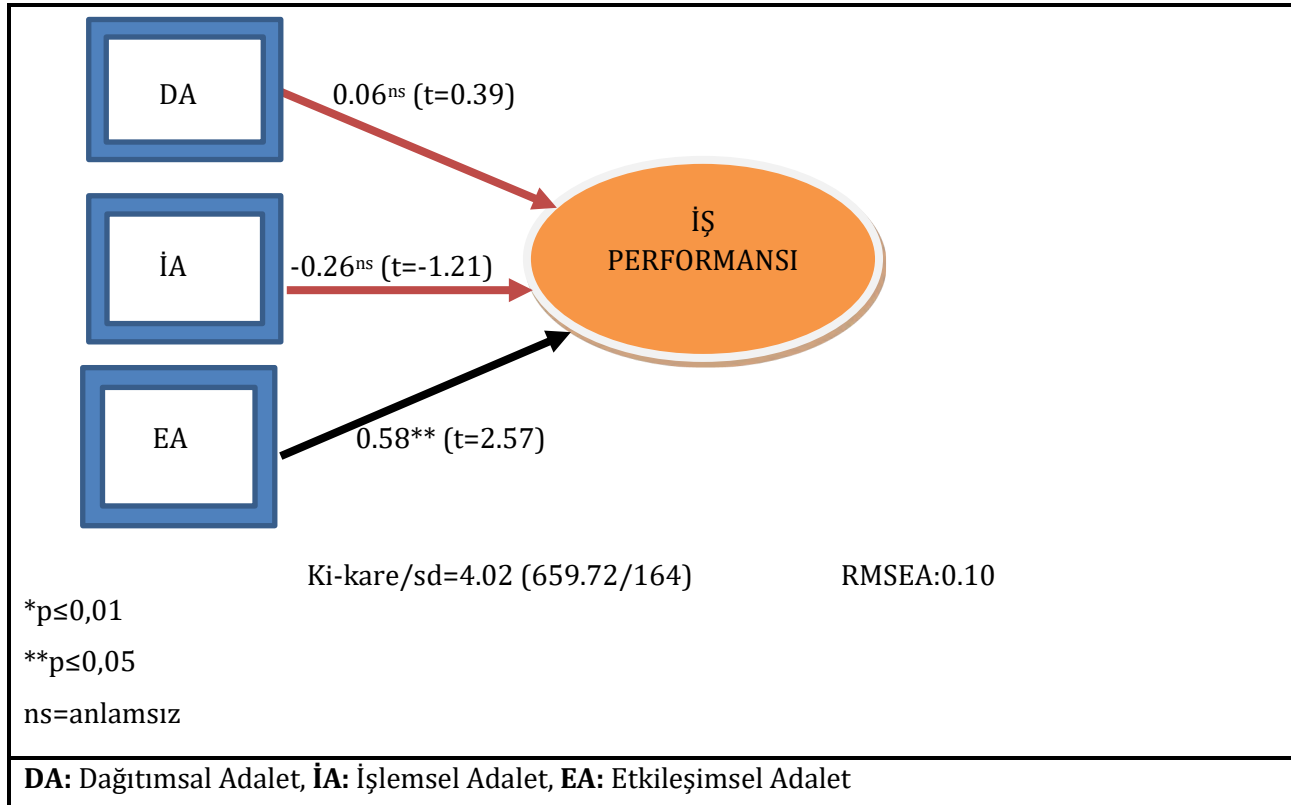 DA
0.06ns (t=0.39)
İŞ
PERFORMANSI
İA
-0.26ns (t=-1.21)
EA
0.58** (t=2.57)
Ki-kare/sd=4.02 (659.72/164) RMSEA:0.10
*p≤0,01
**p≤0,05
ns=anlamsız
DA: Dağıtımsal Adalet, İA: İşlemsel Adalet, EA: Etkileşimsel Adalet